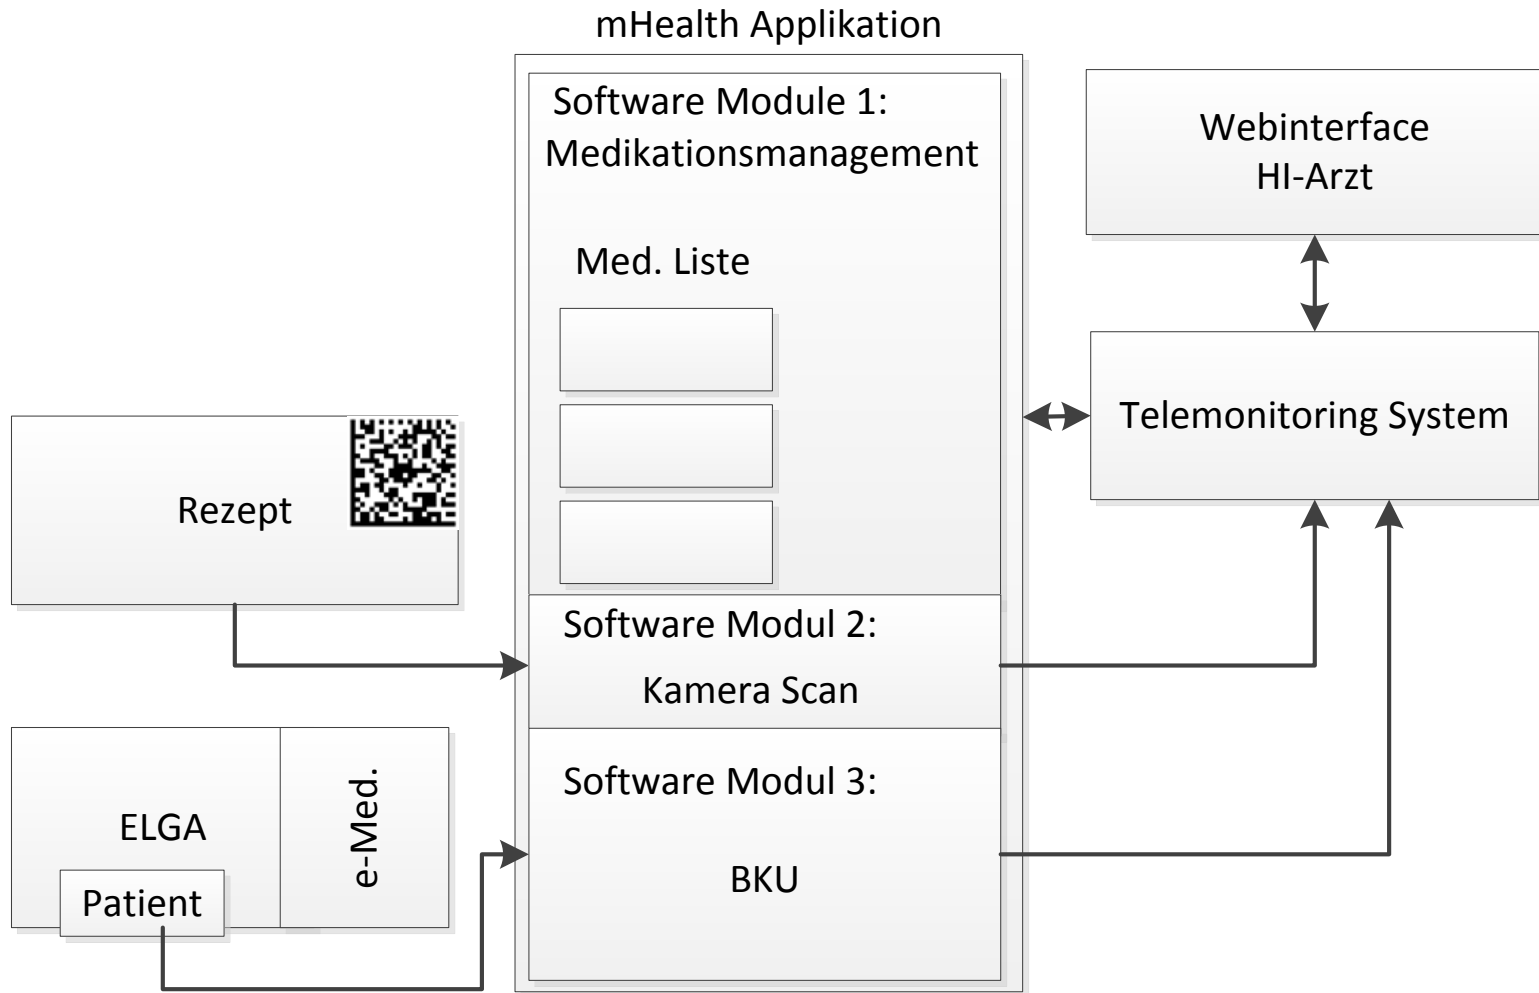 mHealth Applikation
Software Module 1:
Medikationsmanagement
Med. Liste
Software Modul 2:
Kamera Scan
Software Modul 3:
BKU
Webinterface
HI-Arzt
Telemonitoring System
Rezept
ELGA
e-Med.
Patient